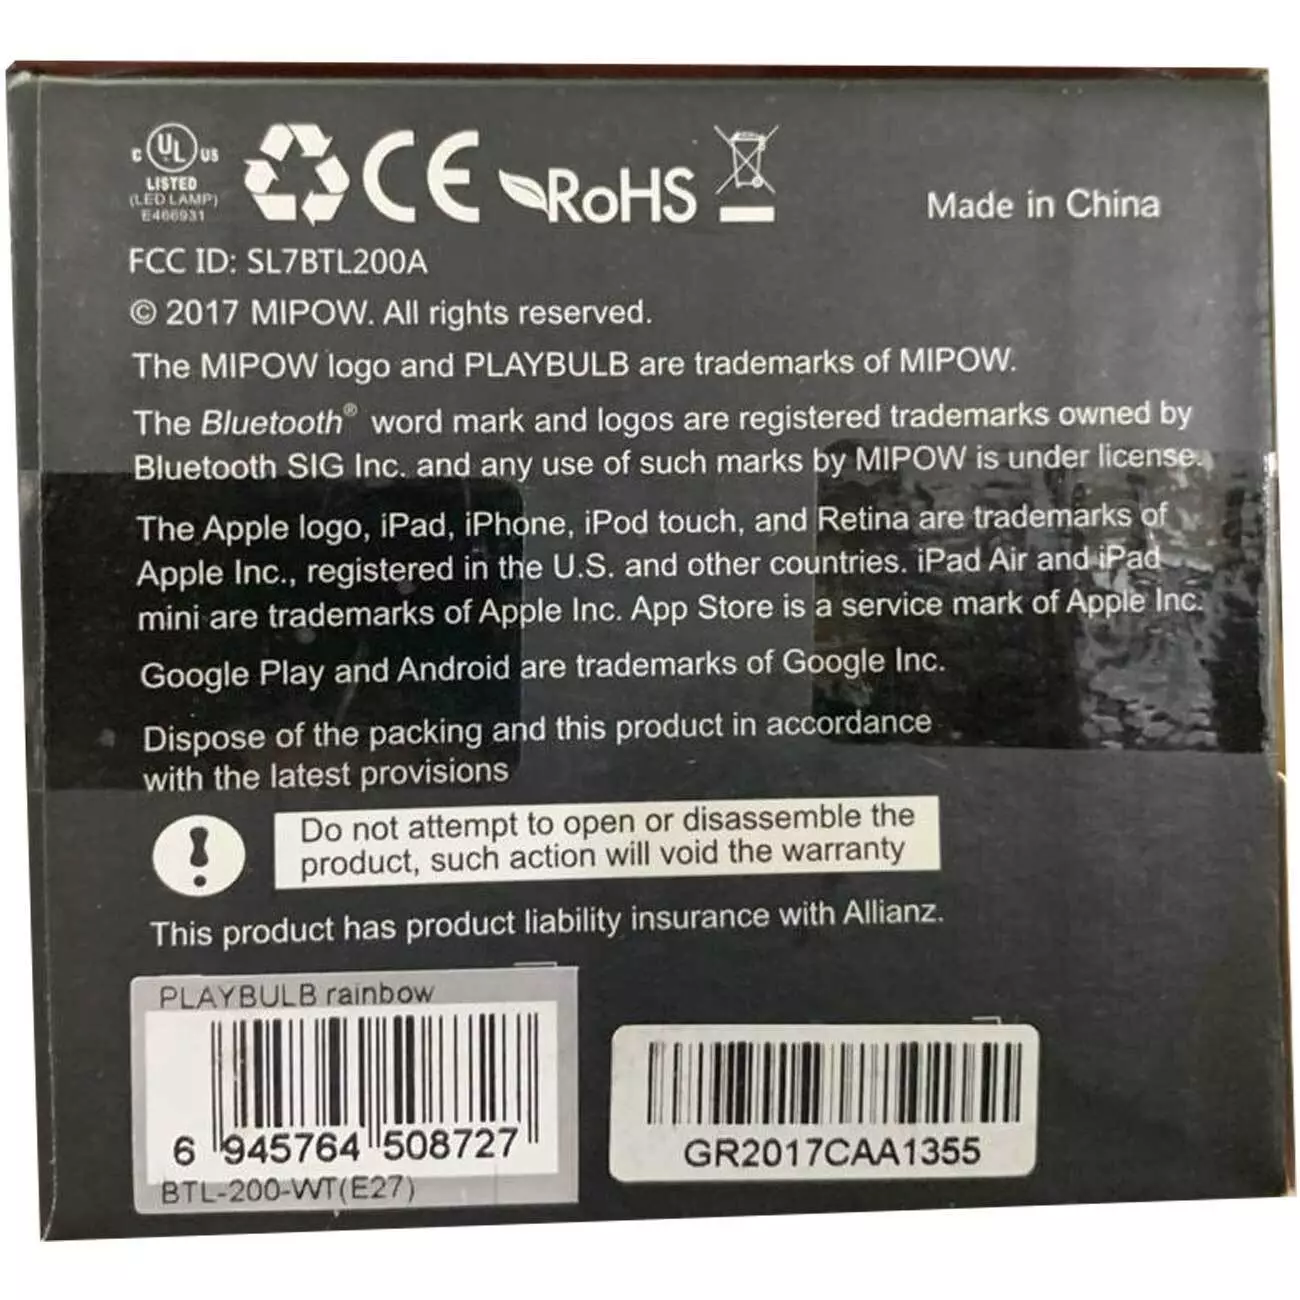 C UL US
LISTED
(LED LAMP)
E466931
CE
RoHS
Made in China
FCC ID: SL7BTL200A
© 2017 MIPOW. All rights reserved.
The MIPOW logo and PLAYBULB are trademarks of MIPOW.
The Bluetooth® word mark and logos are registered trademarks owned by
Bluetooth SIG Inc. and any use of such marks by MIPOW is under license.
The Apple logo, iPad, iPhone, iPod touch, and Retina are trademarks of
Apple Inc., registered in the U.S. and other countries. iPad Air and iPad
mini are trademarks of Apple Inc. App Store is a service mark of Apple Inc.
Google Play and Android are trademarks of Google Inc.
Dispose of the packing and this product in accordance
with the latest provisions
Do not attempt to open or disassemble the
product, such action will void the warranty
This product has product liability insurance with Allianz.
PLAYBULB rainbow
6 945764 508727
BTL-200-WT(E27)
GR2017CAA1355